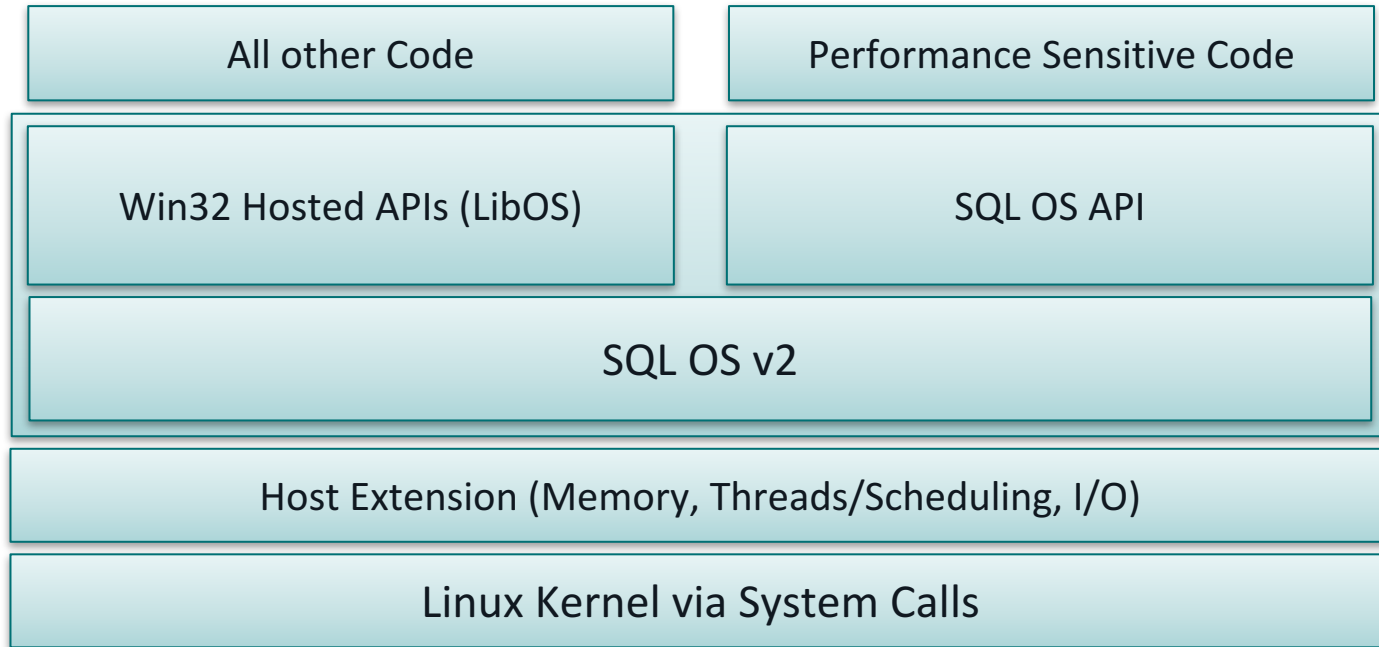 All other Code
Performance Sensitive Code
Win32 Hosted APIs (LibOS)
SQL OS API
SQL OS v2
Host Extension (Memory, Threads/Scheduling, I/O)
Linux Kernel via System Calls